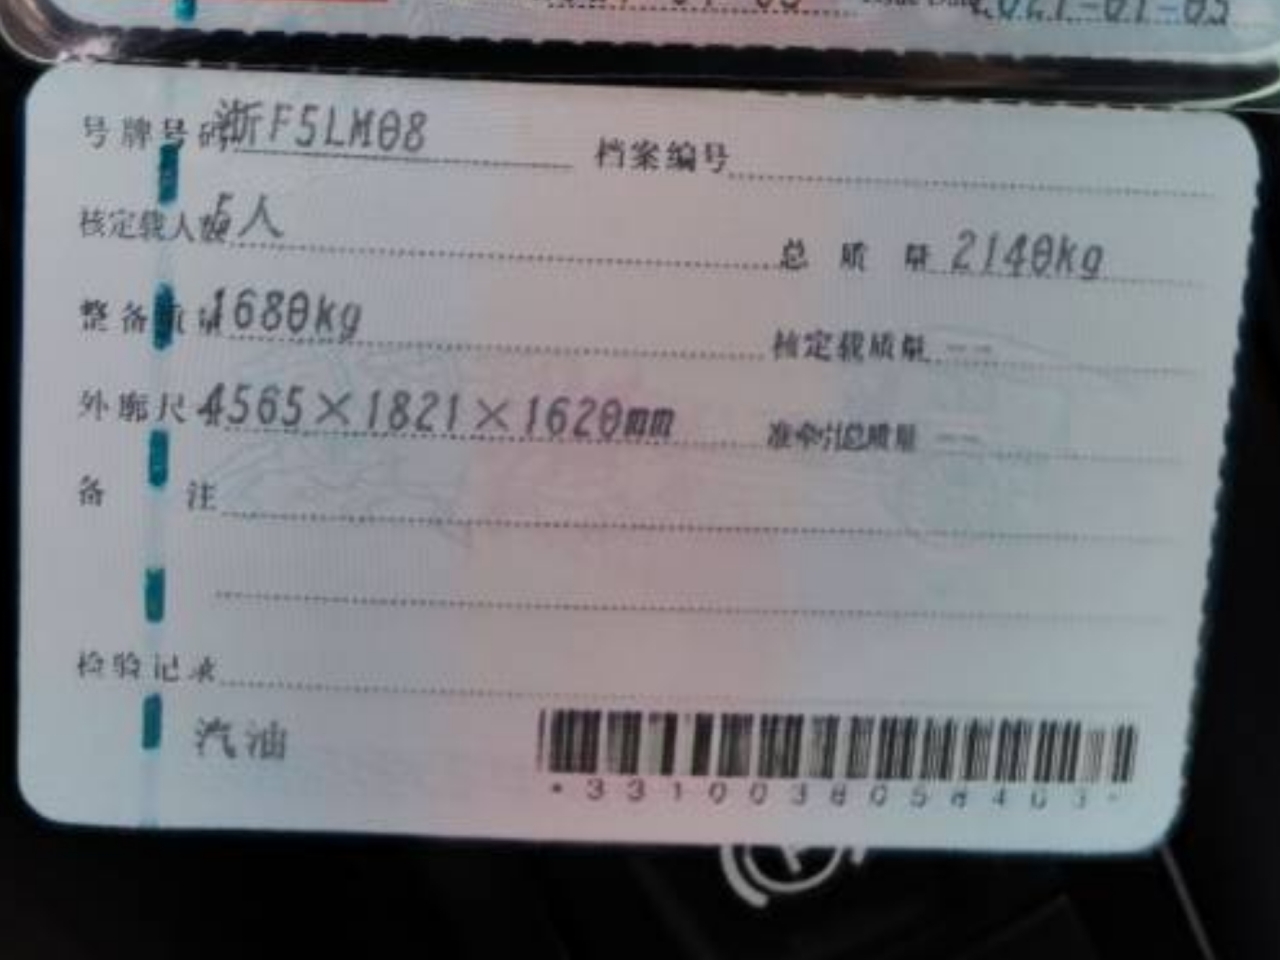 2021-01-05
号牌号码 浙F5LM08 档案编号
核定载人数 5人 总质量 2140kg
整备质量 1680kg 核定载质量 --
外廓尺寸 4565×1821×1620mm 准牵引总质量 --
备注
检验记录
汽油